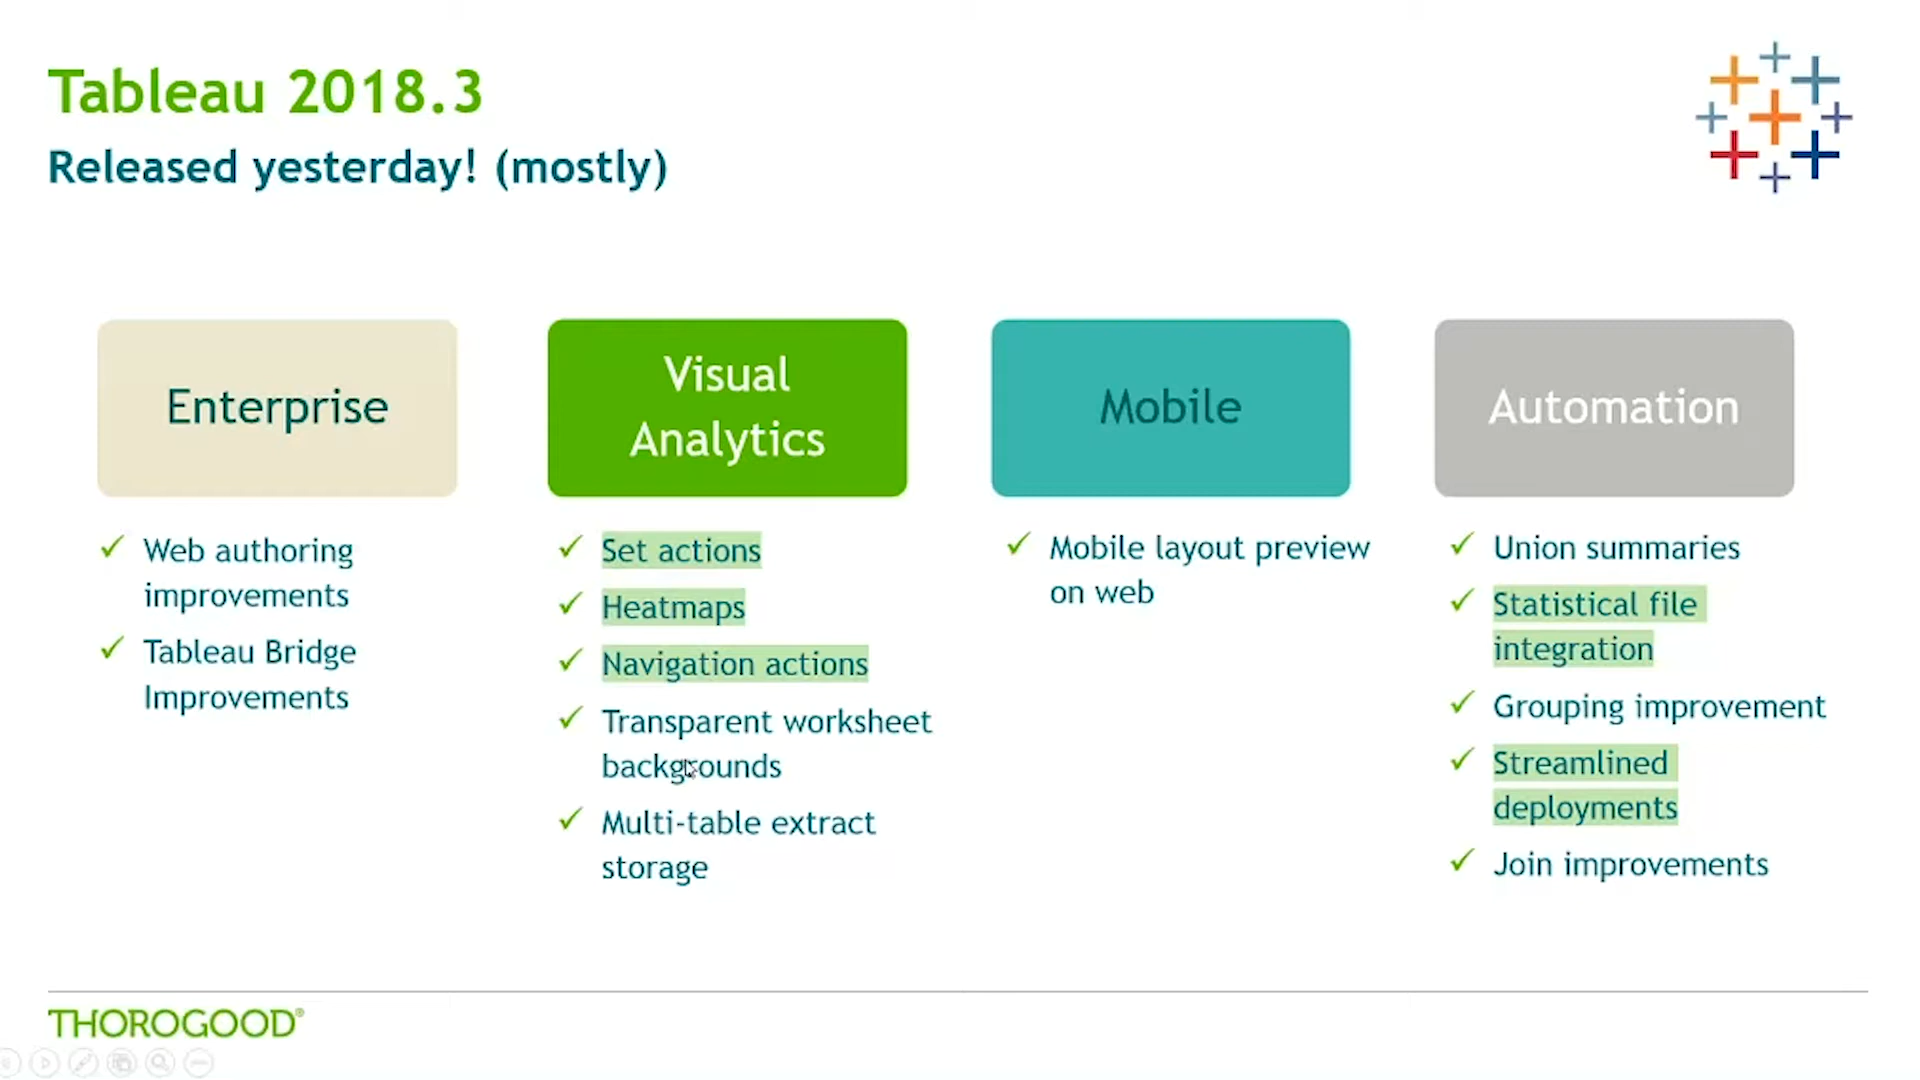 Tableau 2018.3
Released yesterday! (mostly)
Enterprise
Web authoring
improvements
Tableau Bridge
Improvements
Visual
Analytics
Set actions
Heatmaps
Navigation actions
Transparent worksheet
backgrounds
Multi-table extract
storage
Mobile
Mobile layout preview
on web
Automation
Union summaries
Statistical file
integration
Grouping improvement
Streamlined
deployments
Join improvements
THOROGOOD®